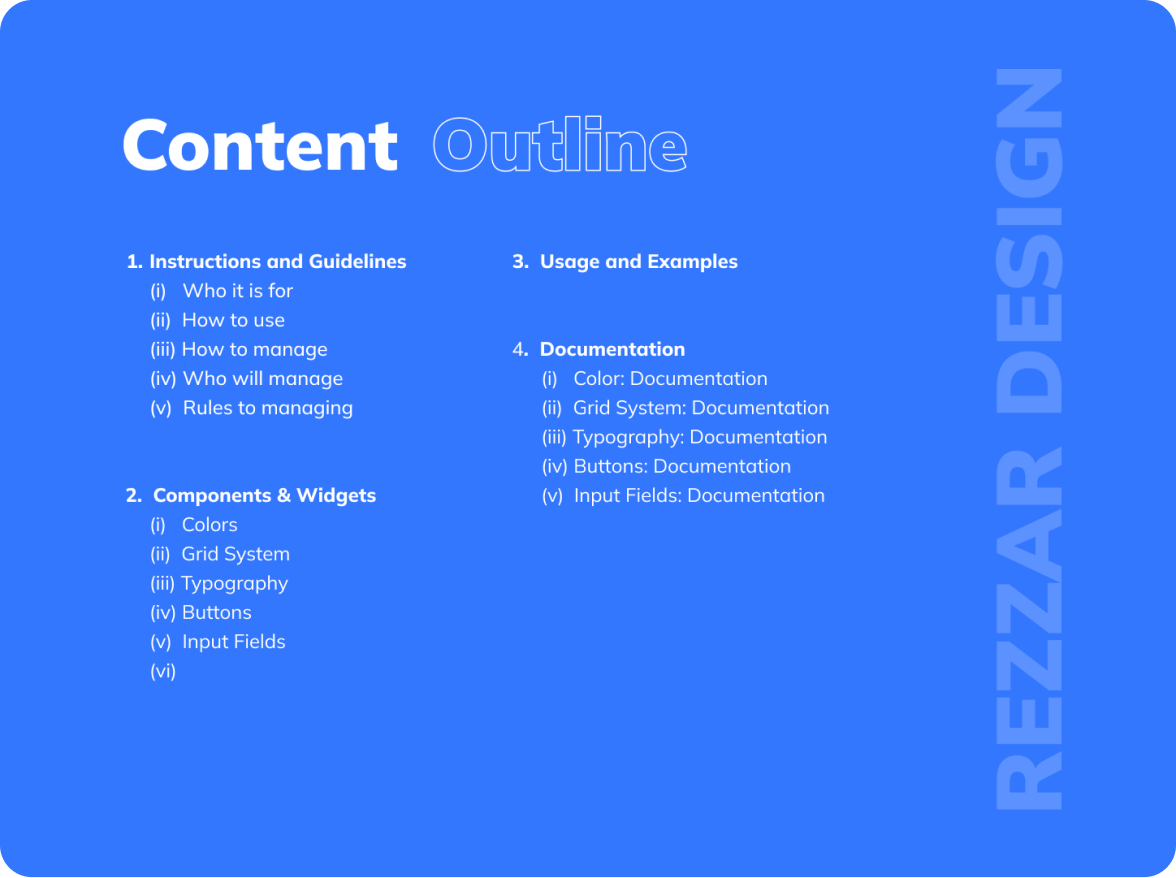 Content Outline
1. Instructions and Guidelines
(i) Who it is for
(ii) How to use
(iii) How to manage
(iv) Who will manage
(v) Rules to managing
2. Components & Widgets
(i) Colors
(ii) Grid System
(iii) Typography
(iv) Buttons
(v) Input Fields
(vi)
3. Usage and Examples
4. Documentation
(i) Color: Documentation
(ii) Grid System: Documentation
(iii) Typography: Documentation
(iv) Buttons: Documentation
(v) Input Fields: Documentation
REZZAR DESIGN